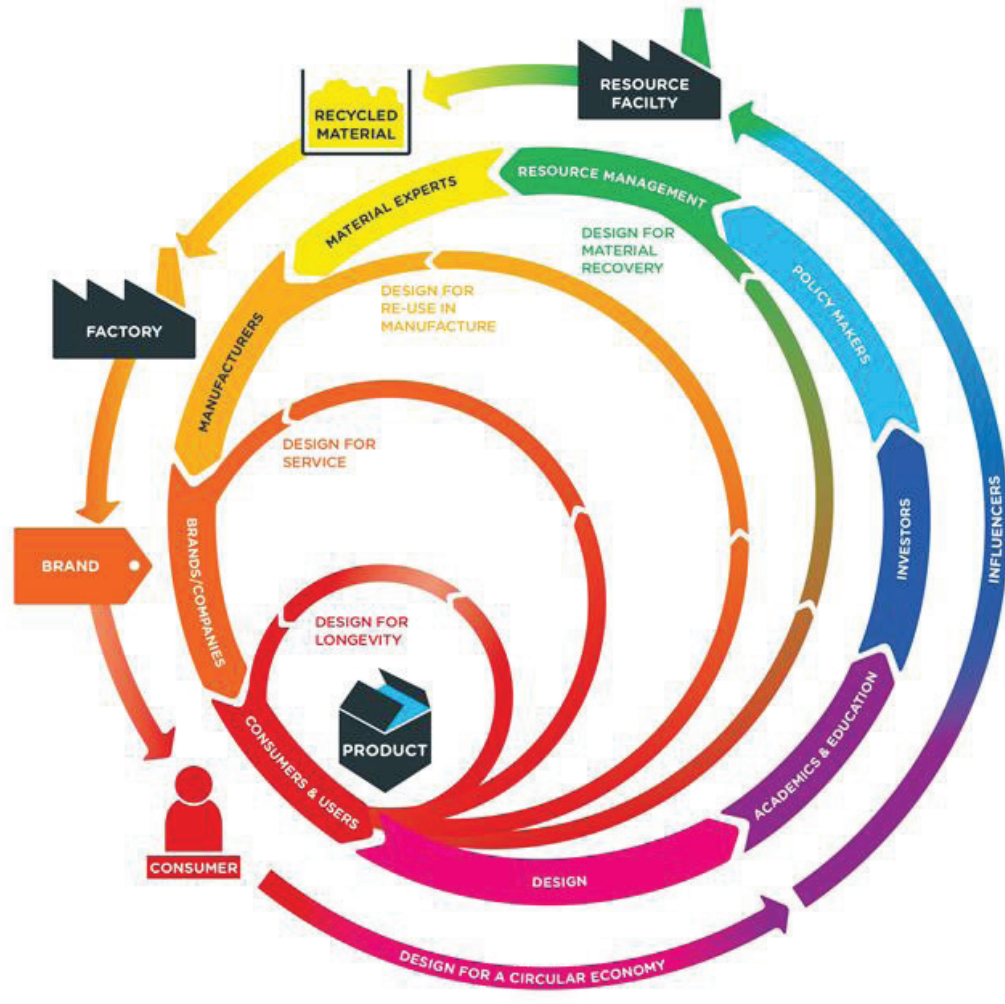 RESOURCE
FACILTY
RECYCLED
MATERIAL
RESOURCE MANAGEMENT
MATERIAL EXPERTS
DESIGN FOR
MATERIAL
RECOVERY
POLICY MAKERS
DESIGN FOR
RE-USE IN
MANUFACTURE
FACTORY
MANUFACTURERS
DESIGN FOR
SERVICE
INVESTORS
INFLUENCERS
BRAND
BRANDS/COMPANIES
DESIGN FOR
LONGEVITY
PRODUCT
CONSUMERS & USERS
ACADEMICS & EDUCATION
CONSUMER
DESIGN
DESIGN FOR A CIRCULAR ECONOMY